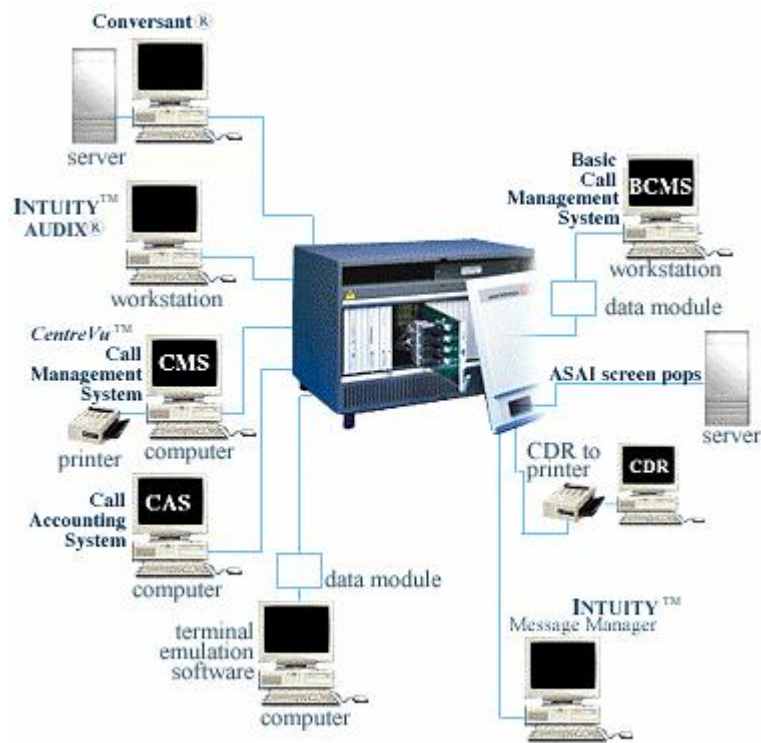 Conversant®
server
INTUITY™
AUDIX®
workstation
CentreVu™
Call
Management
System
CMS
printer
computer
Call
Accounting
System
CAS
computer
data module
terminal
emulation
software
computer
Basic
Call
Management
System
BCMS
workstation
data module
ASAI screen pops
server
CDR to
printer
CDR
INTUITY™
Message Manager